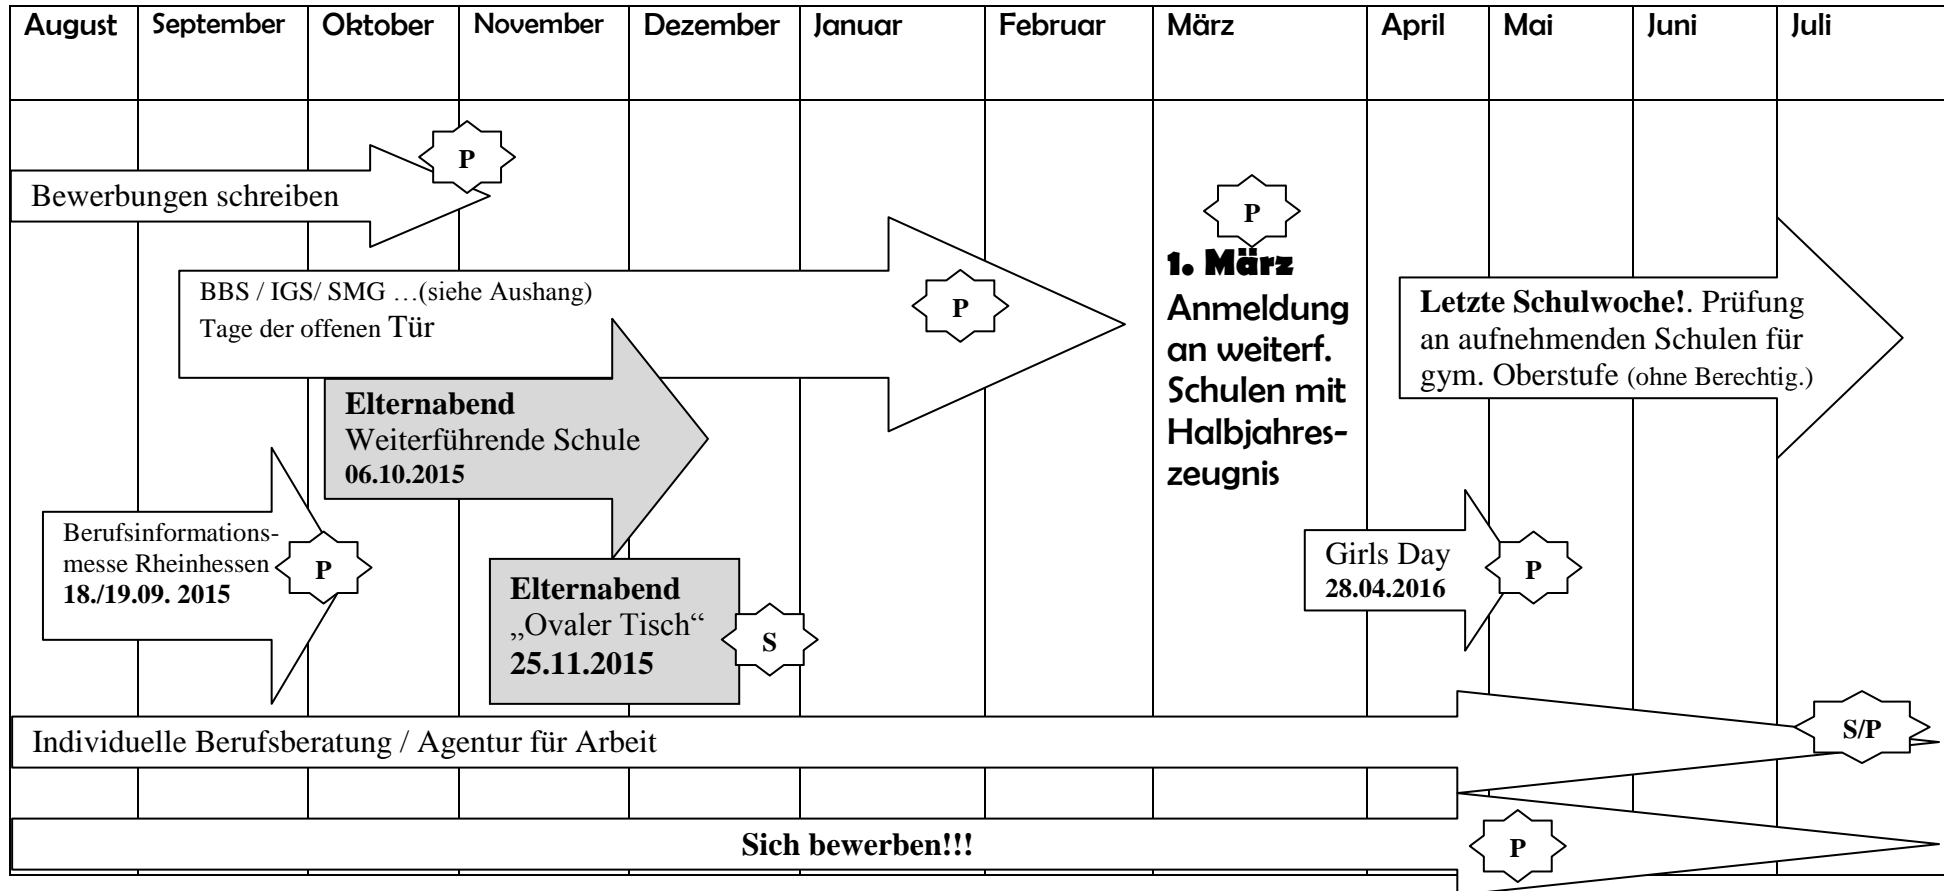 August September Oktober November Dezember Januar Februar März April Mai Juni Juli
P
Bewerbungen schreiben
BBS / IGS/ SMG …(siehe Aushang)
Tage der offenen Tür
P
P
1. März
Anmeldung
an weiterf.
Schulen mit
Halbjahres-
zeugnis
Letzte Schulwoche!. Prüfung
an aufnehmenden Schulen für
gym. Oberstufe (ohne Berechtig.)
Elternabend
Weiterführende Schule
06.10.2015
Berufsinformations-
messe Rheinhessen
18./19.09. 2015
P
Elternabend
„Ovaler Tisch“
25.11.2015
S
Girls Day
28.04.2016
P
Individuelle Berufsberatung / Agentur für Arbeit
S/P
Sich bewerben!!!
P